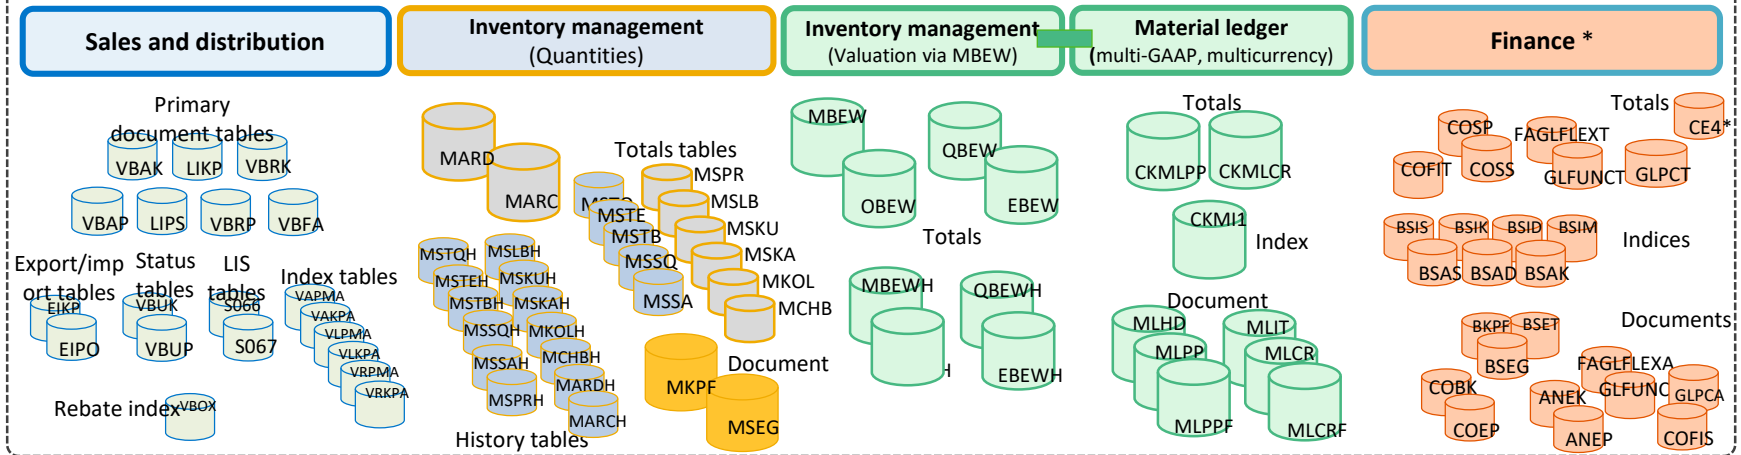 Sales and distribution
Primary
document tables
VBAK
LIKP
VBRK
VBAP
LIPS
VBRP
VBFA
Export/imp
ort tables
EIKP
EIPO
Status
tables
VBUK
VBUP
LIS
tables
S066
S067
Index tables
VAPMA
VAKPA
VLPMA
VLKPA
VRPMA
VRKPA
Rebate index
VBOX
Inventory management
(Quantities)
MARD
MARC
Totals tables
MSTE
MSTB
MSSQ
MSSA
MSPR
MSLB
MSKU
MSKA
MKOL
MCHB
MSTQH
MSTEH
MSTBH
MSSQH
MSSAH
MSPRH
MSLBH
MSKUH
MSKAH
MKOLH
MCHBH
MARDH
MARCH
History tables
Document
MKPF
MSEG
Inventory management
(Valuation via MBEW)
MBEW
OBEW
QBEW
EBEW
Totals
MBEWH
H
QBEWH
EBEWH
Material ledger
(multi-GAAP, multicurrency)
Totals
CKMLPP
CKMLCR
CKMI1
Index
Document
MLHD
MLPP
MLPPF
MLIT
MLCR
MLCRF
Finance *
Totals
CE4*
COSP
COFIT
COSS
FAGLFLEXT
GLFUNCT
GLPCT
BSIS
BSIK
BSID
BSIM
Indices
BSAS
BSAD
BSAK
Documents
BKPF
BSET
BSEG
COBK
COEP
FAGLFLEXA
GLFUNC
GLPCA
ANEK
ANEP
COFIS